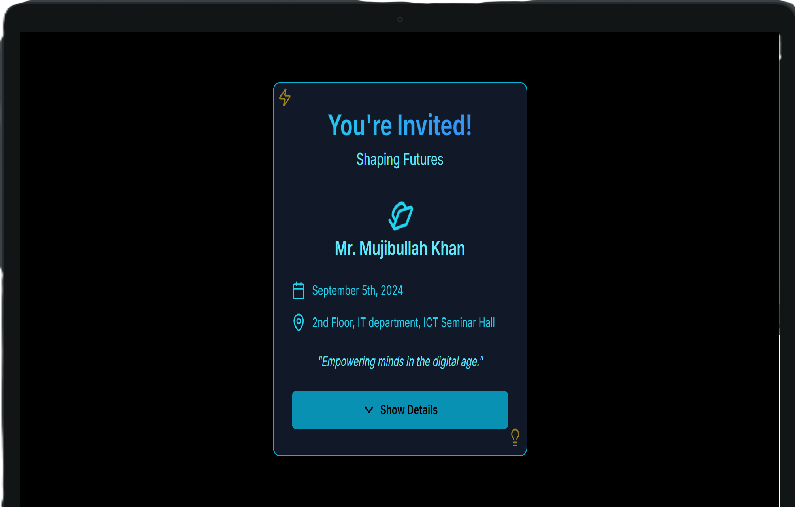 You're Invited!
Shaping Futures
Mr. Mujibullah Khan
September 5th, 2024
2nd Floor, IT department, ICT Seminar Hall
"Empowering minds in the digital age."
Show Details